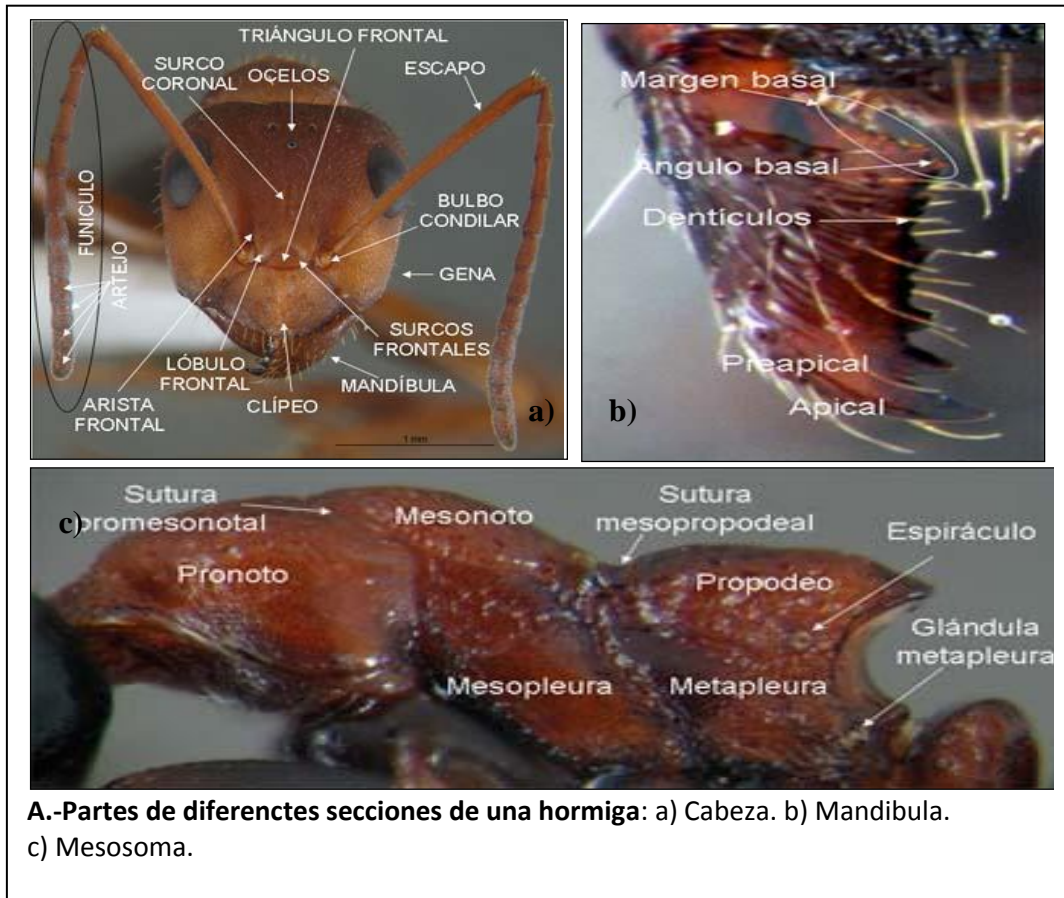 TRIÁNGULO FRONTAL
SURCO
CORONAL
OCELOS
ESCAPO
FUNICULO
ARTEJO
BULBO
CONDILAR
GENA
SURCOS
FRONTALES
LÓBULO
FRONTAL
MANDÍBULA
ARISTA
FRONTAL
CLÍPEO
1 mm
a)
Margen basal
Angulo basal
Dentículos
Preapical
Apical
b)
Sutura
promesonotal
c)
Mesonoto
Sutura
mesopropodeal
Espiráculo
Pronoto
Propodeo
Glándula
metapleura
Mesopleura
Metapleura
A.-Partes de diferenctes secciones de una hormiga: a) Cabeza. b) Mandibula.
c) Mesosoma.